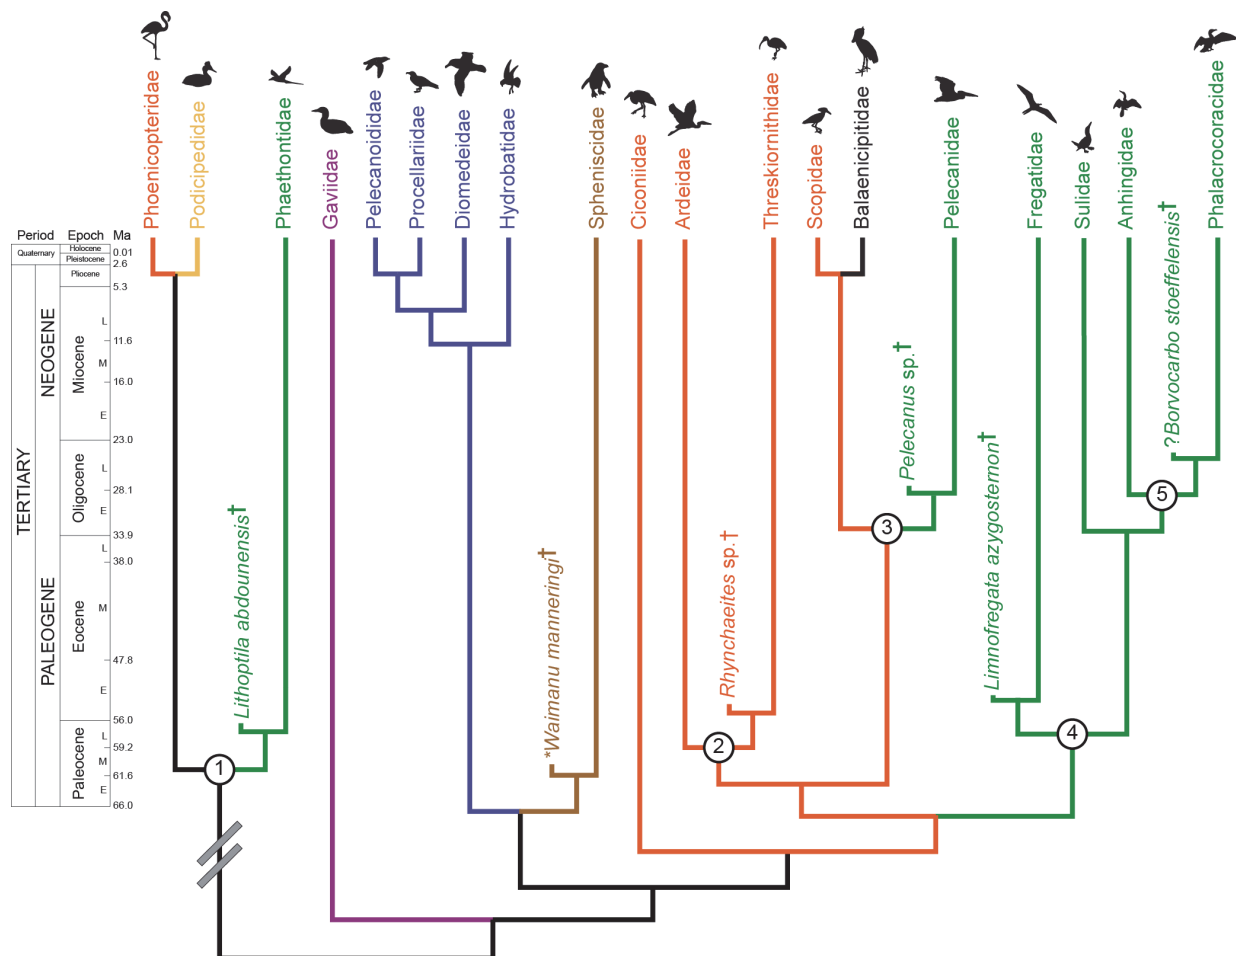 Phoenicopteridae
Podicipedidae
Phaethontidae
Gaviidae
Pelecanoididae
Procellariidae
Diomedeidae
Hydrobatidae
Spheniscidae
Ciconiidae
Ardeidae
Threskiornithidae
Scopidae
Balaenicipitidae
Pelecanidae
Fregatidae
Sulidae
Anhingidae
?Borvocarbo stoeffelensis†
Phalacrocoracidae
Pelecanus sp.†
Limnofregata azygosternon†
Rhynchaeites sp.†
*Waimanu manneringi†
Lithoptila abdounensis†
Period Epoch Ma
Quaternary
Holocene
0.01
Pleistocene
2.6
TERTIARY
NEOGENE
Pliocene
5.3
Miocene
L
11.6
M
16.0
E
23.0
PALEOGENE
Oligocene
L
28.1
E
33.9
Eocene
L
38.0
M
47.8
E
56.0
Paleocene
L
59.2
M
61.6
E
66.0
1
2
3
4
5